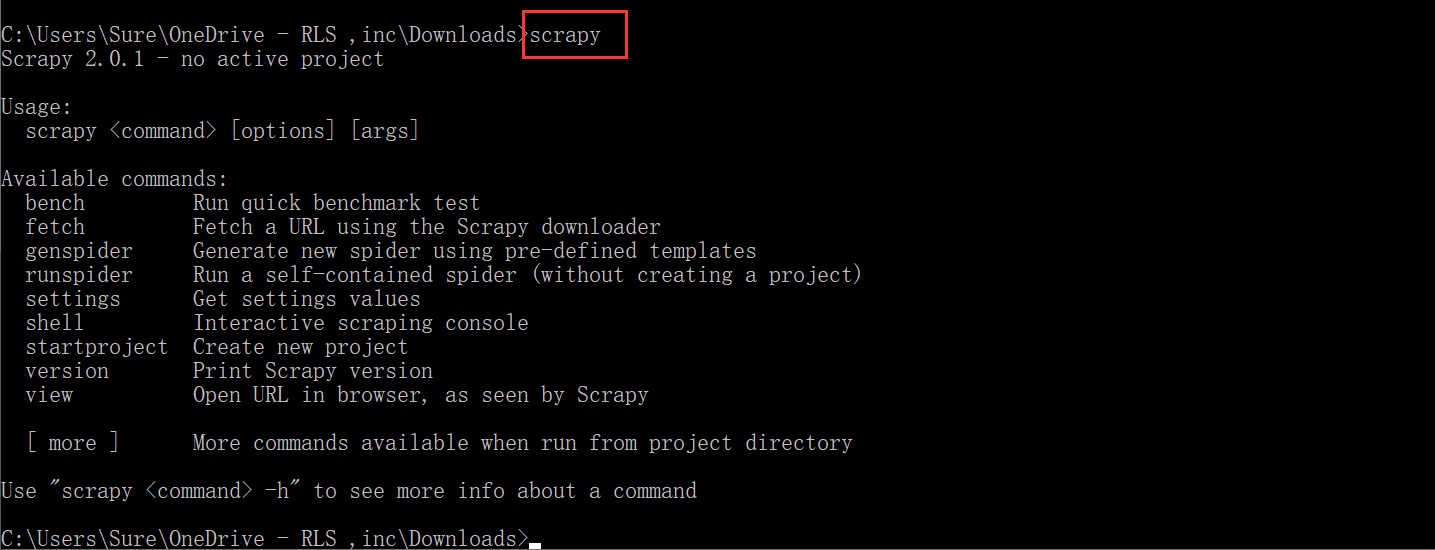 C:\Users\Sure\OneDrive - RLS ,inc\Downloads>scrapy
Scrapy 2.0.1 - no active project
Usage:
  scrapy <command> [options] [args]
Available commands:
  bench         Run quick benchmark test
  fetch         Fetch a URL using the Scrapy downloader
  genspider     Generate new spider using pre-defined templates
  runspider     Run a self-contained spider (without creating a project)
  settings      Get settings values
  shell         Interactive scraping console
  startproject  Create new project
  version       Print Scrapy version
  view          Open URL in browser, as seen by Scrapy
  [ more ]      More commands available when run from project directory
Use "scrapy <command> -h" to see more info about a command
C:\Users\Sure\OneDrive - RLS ,inc\Downloads>